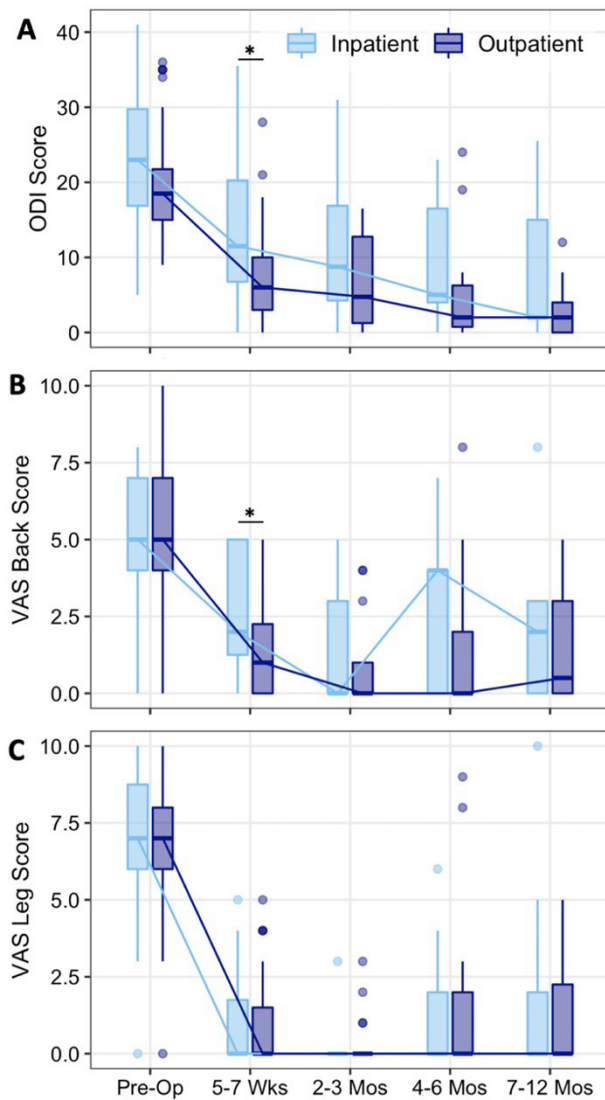 A
Inpatient Outpatient
*
ODI Score
40
30
20
10
0
B
*
VAS Back Score
10.0
7.5
5.0
2.5
0.0
C
VAS Leg Score
10.0
7.5
5.0
2.5
0.0
Pre-Op 5-7 Wks 2-3 Mos 4-6 Mos 7-12 Mos